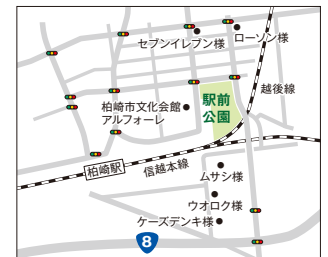 セブンイレブン様
ローソン様
越後線
駅前
公園
柏崎市文化会館
アルフォーレ
柏崎駅
信越本線
ムサシ様
ウオロク様
ケーズデンキ様
8